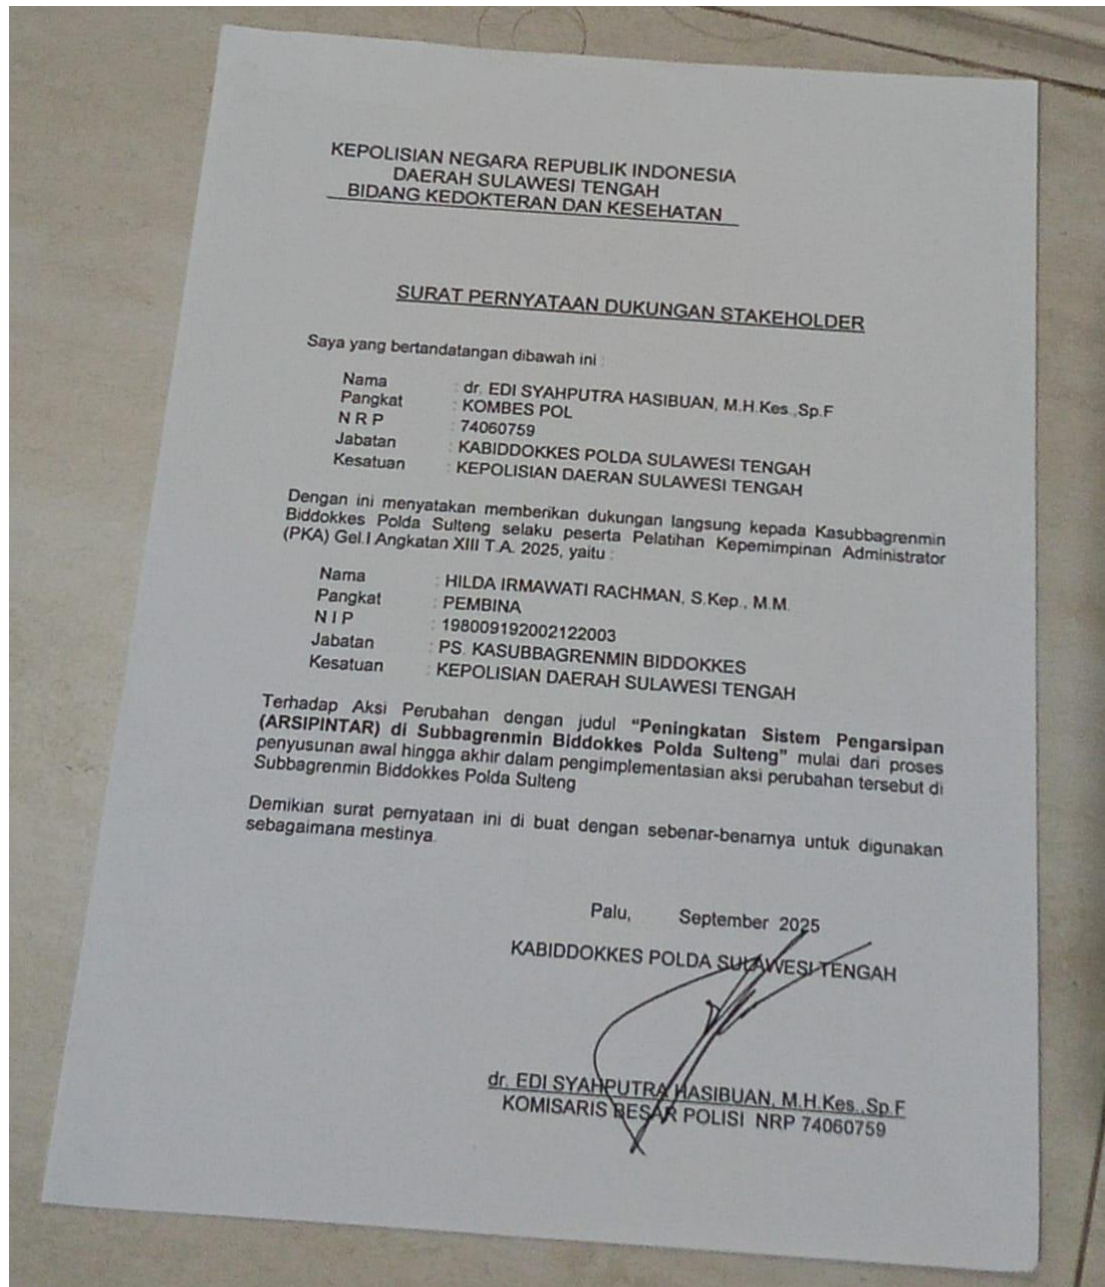 KEPOLISIAN NEGARA REPUBLIK INDONESIA
DAERAH SULAWESI TENGAH
BIDANG KEDOKTERAN DAN KESEHATAN
SURAT PERNYATAAN DUKUNGAN STAKEHOLDER
Saya yang bertandatangan dibawah ini :
Nama : dr. EDI SYAHPUTRA HASIBUAN, M.H.Kes.,Sp.F
Pangkat : KOMBES POL
N R P : 74060759
Jabatan : KABIDDOKKES POLDA SULAWESI TENGAH
Kesatuan : KEPOLISIAN DAERAN SULAWESI TENGAH
Dengan ini menyatakan memberikan dukungan langsung kepada Kasubbagrenmin
Biddokkes Polda Sulteng selaku peserta Pelatihan Kepemimpinan Administrator
(PKA) Gel.I Angkatan XIII T.A. 2025, yaitu :
Nama : HILDA IRMAWATI RACHMAN, S.Kep., M.M.
Pangkat : PEMBINA
N I P : 198009192002122003
Jabatan : PS. KASUBBAGRENMIN BIDDOKKES
Kesatuan : KEPOLISIAN DAERAH SULAWESI TENGAH
Terhadap Aksi Perubahan dengan judul “Peningkatan Sistem Pengarsipan
(ARSIPINTAR) di Subbagrenmin Biddokkes Polda Sulteng” mulai dari proses
penyusunan awal hingga akhir dalam pengimplementasian aksi perubahan tersebut di
Subbagrenmin Biddokkes Polda Sulteng
Demikian surat pernyataan ini di buat dengan sebenar-benarnya untuk digunakan
sebagaimana mestinya.
Palu, September 2025
KABIDDOKKES POLDA SULAWESI TENGAH
dr. EDI SYAHPUTRA HASIBUAN, M.H.Kes.,Sp.F
KOMISARIS BESAR POLISI NRP 74060759